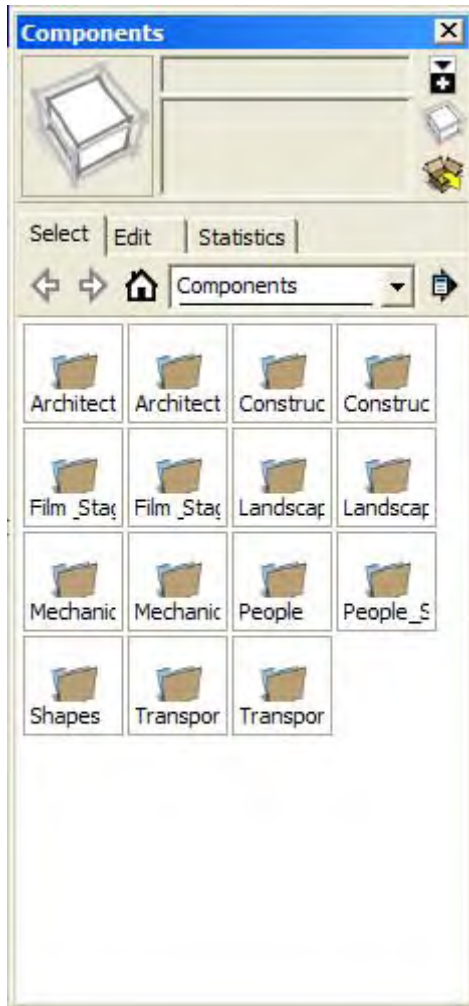 Components
Select Edit Statistics
Components
Architect Architect Construc Construc
Film_Stag Film_Stag Landscap Landscap
Mechanic Mechanic People People_S
Shapes Transpor Transpor